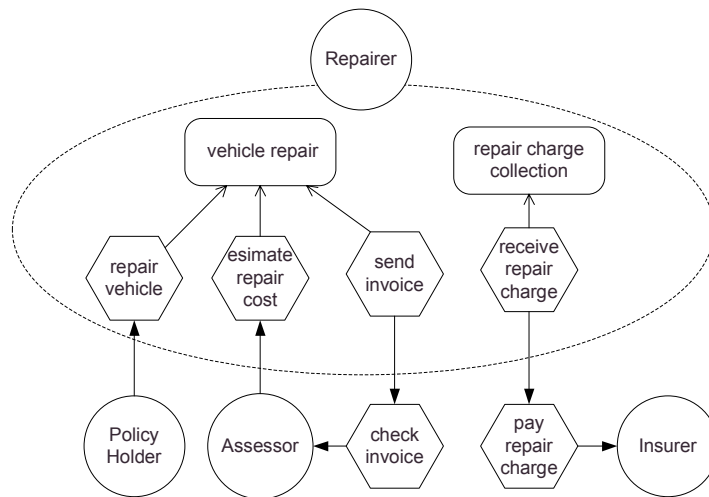 Repairer
vehicle repair
repair charge
collection
repair
vehicle
esimate
repair
cost
send
invoice
receive
repair
charge
Policy
Holder
Assessor
check
invoice
pay
repair
charge
Insurer